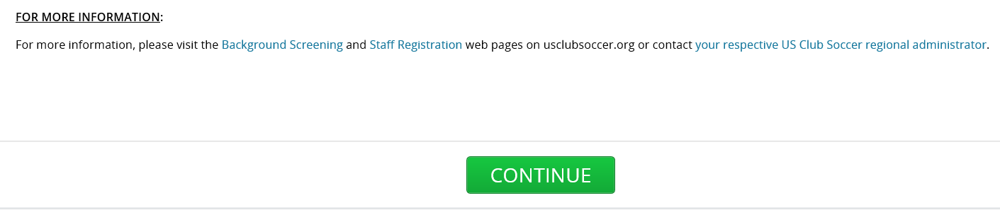 FOR MORE INFORMATION:
For more information, please visit the Background Screening and Staff Registration web pages on usclubsoccer.org or contact your respective US Club Soccer regional administrator.
CONTINUE